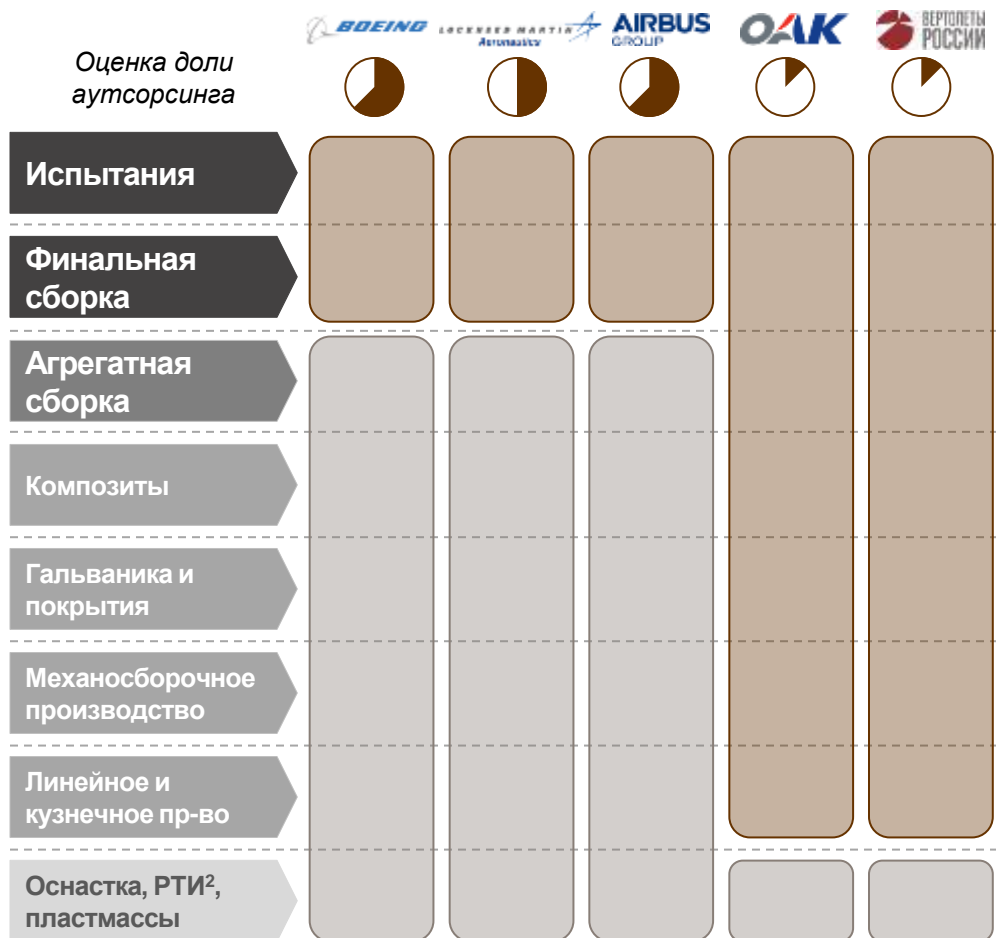 BOEING
LOCKHEED MARTIN
Aeronautics
AIRBUS
GROUP
ОАК
ВЕРТОЛЕТЫ
РОССИИ
Оценка доли
аутсорсинга
Испытания
Финальная
сборка
Агрегатная
сборка
Композиты
Гальваника и
покрытия
Механосборочное
производство
Линейное и
кузнечное пр-во
Оснастка, РТИ²,
пластмассы